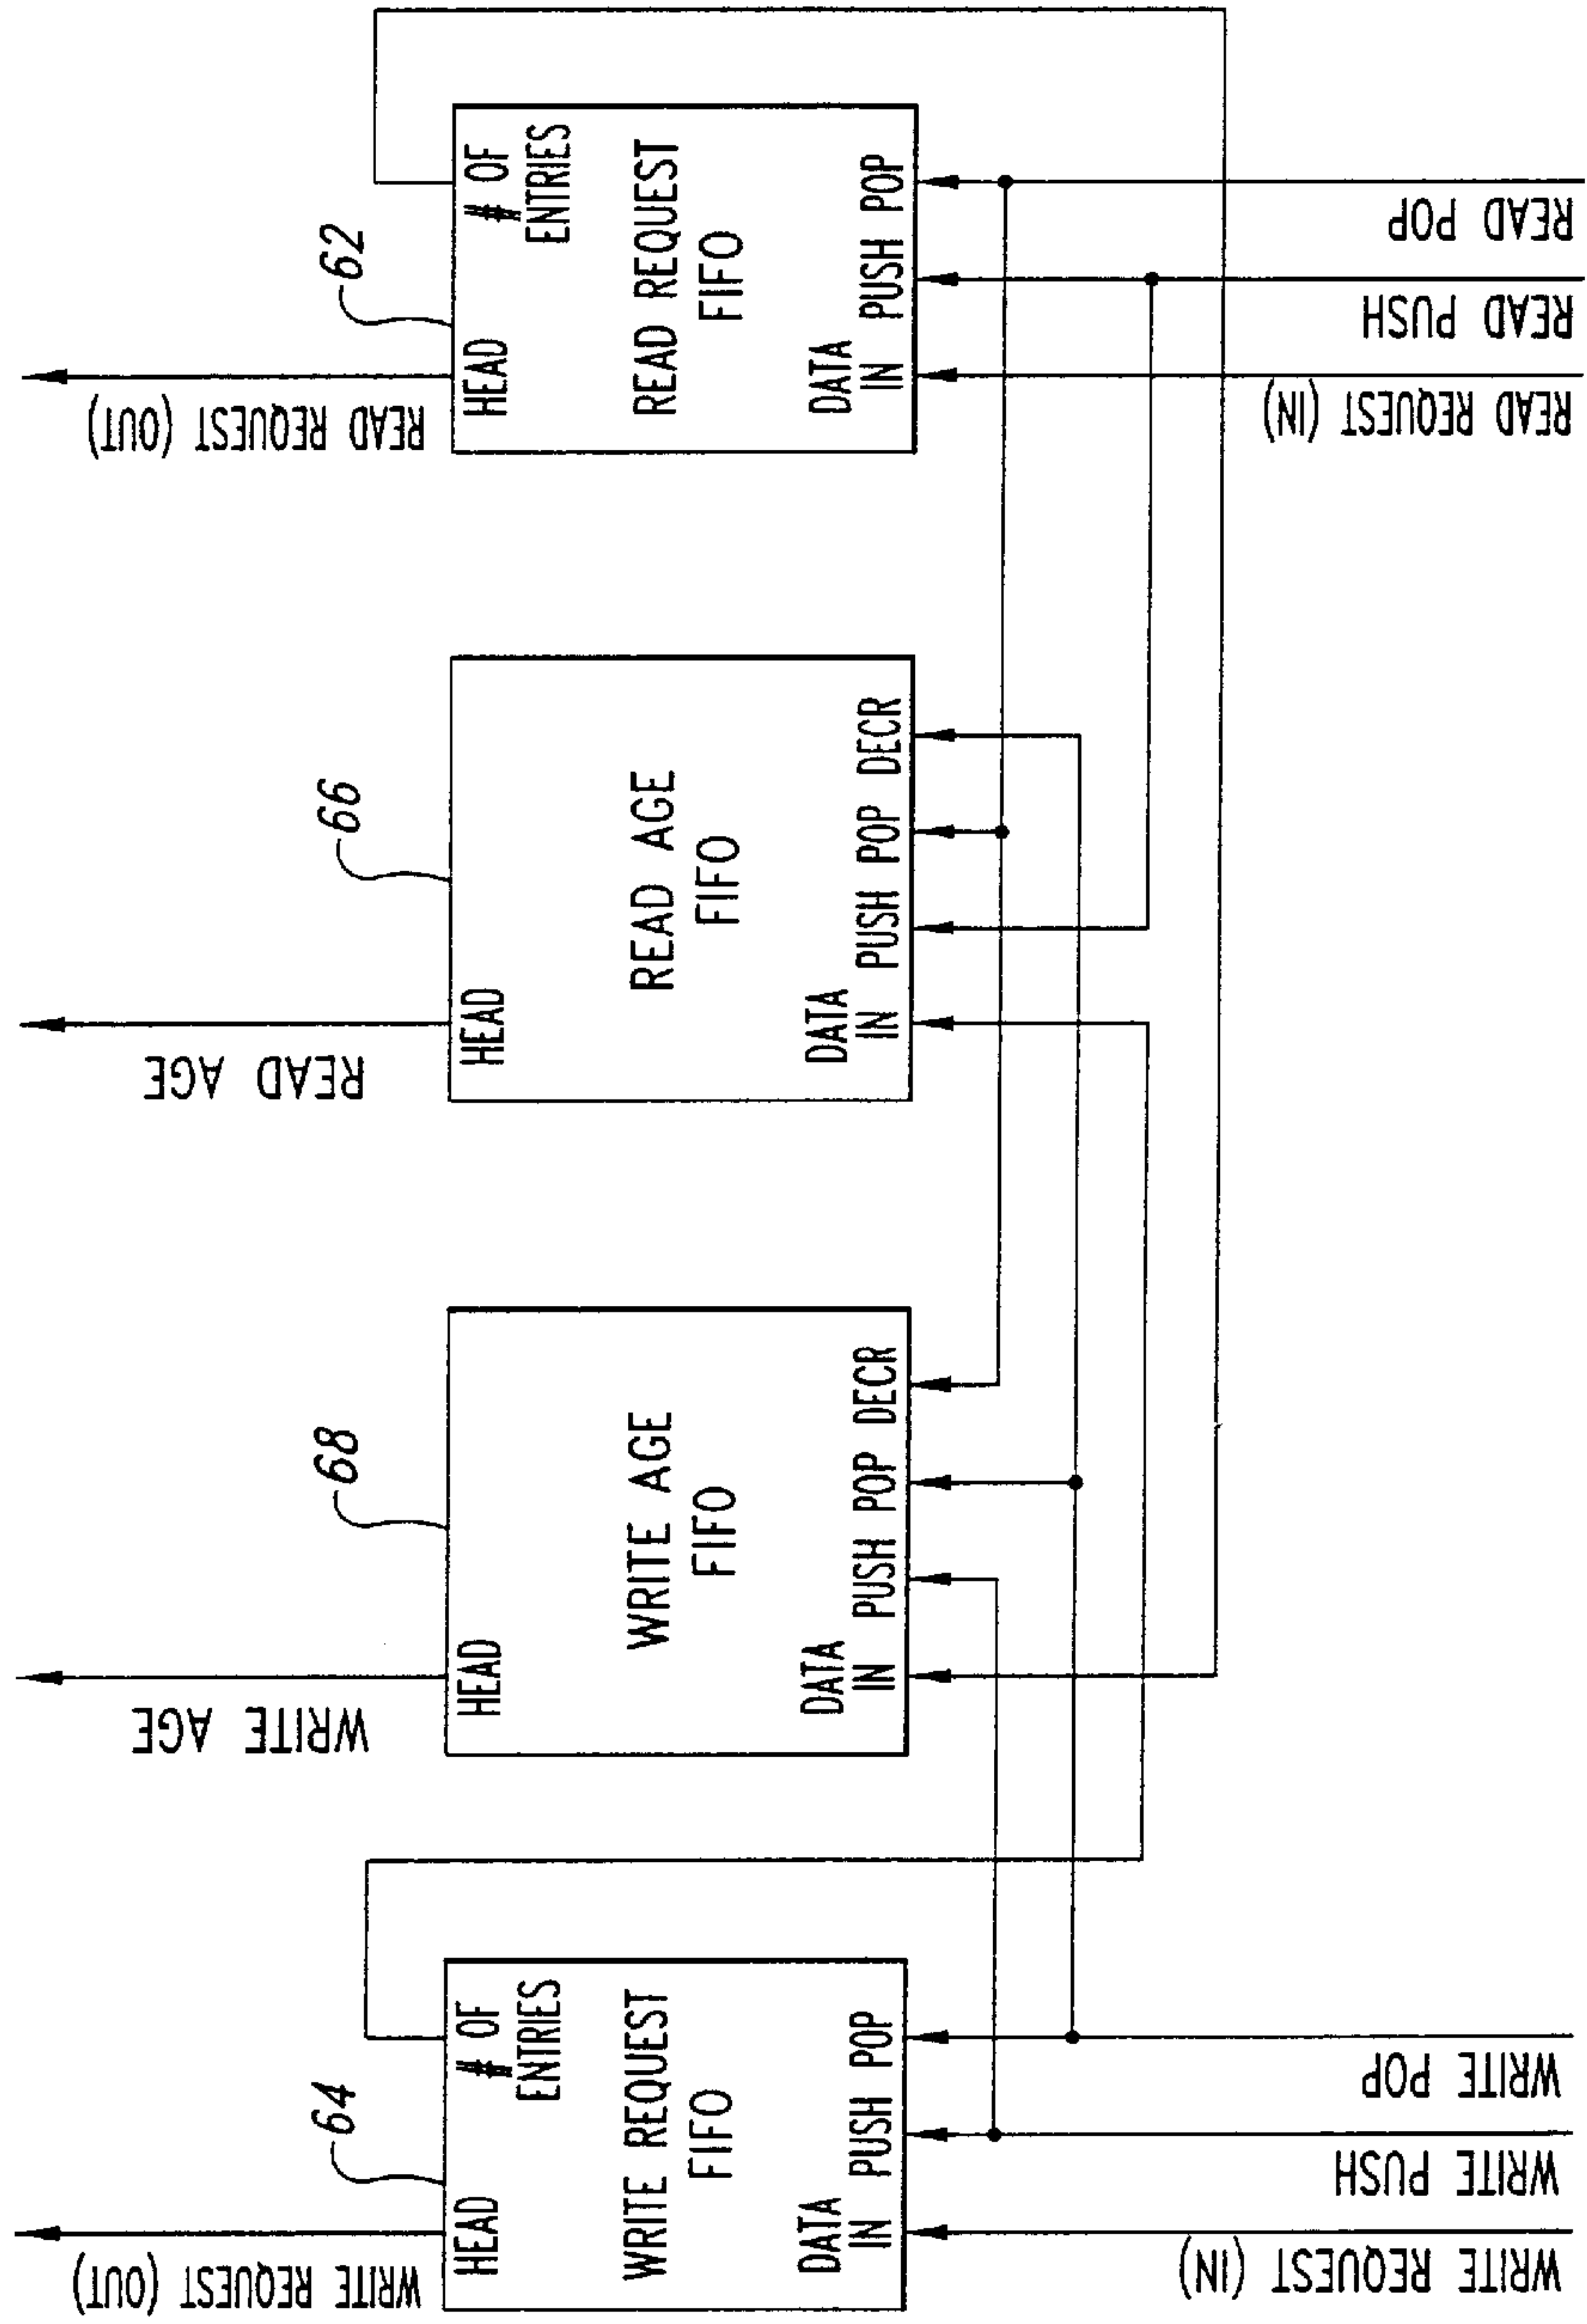 WRITE REQUEST (OUT)
64
HEAD
# OF
ENTRIES
WRITE REQUEST
FIFO
DATA
IN PUSH POP
WRITE REQUEST (IN)
WRITE PUSH
WRITE POP
WRITE AGE
68
HEAD
WRITE AGE
FIFO
DATA
IN PUSH POP DECR
READ AGE
66
HEAD
READ AGE
FIFO
DATA
IN PUSH POP DECR
READ REQUEST (OUT)
62
HEAD
# OF
ENTRIES
READ REQUEST
FIFO
DATA
IN PUSH POP
READ REQUEST (IN)
READ PUSH
READ POP